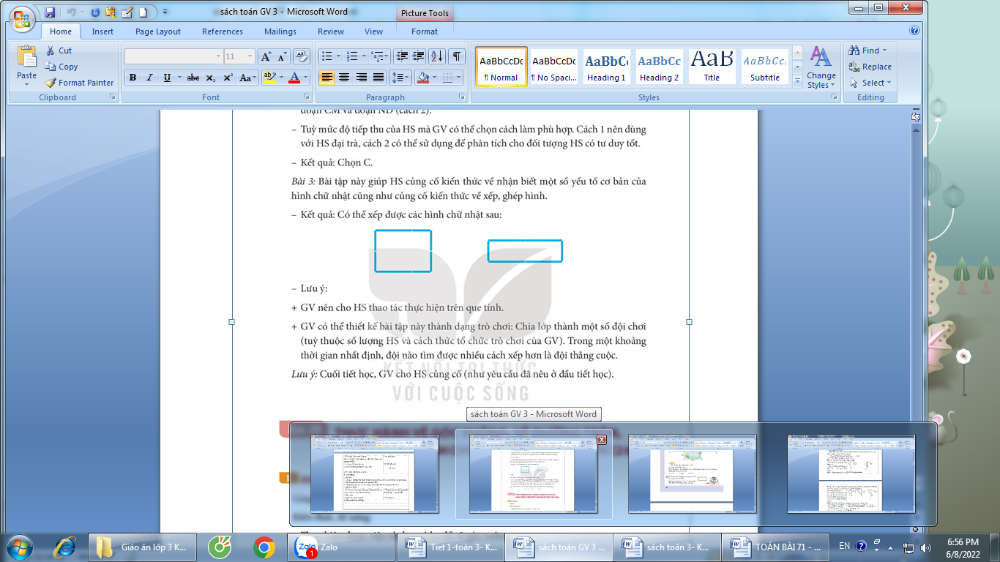 sách toán GV 3 - Microsoft Word
Picture Tools
Home Insert Page Layout References Mailings Review View Format
Paste
Cut
Copy
Format Painter
Clipboard
11
Font
Paragraph
AaBbCcDc AaBbCcDc AaBbC AaBbCc AaB AaBbCc.
¶ Normal ¶ No Spaci... Heading 1 Heading 2 Title Subtitle
Change Styles
Styles
Find
Replace
Select
Editing
đoạn CM và đoạn ND (cách 2).
– Tuỳ mức độ tiếp thu của HS mà GV có thể chọn cách làm phù hợp. Cách 1 nên dùng
với HS đại trà, cách 2 có thể sử dụng để phân tích cho đối tượng HS có tư duy tốt.
– Kết quả: Chọn C.
Bài 3: Bài tập này giúp HS củng cố kiến thức về nhận biết một số yếu tố cơ bản của
hình chữ nhật cũng như củng cố kiến thức về xếp, ghép hình.
– Kết quả: Có thể xếp được các hình chữ nhật sau:
– Lưu ý:
+ GV nên cho HS thao tác thực hiện trên que tính.
+ GV có thể thiết kế bài tập này thành dạng trò chơi: Chia lớp thành một số đội chơi
(tuỳ thuộc số lượng HS và cách thức tổ chức trò chơi của GV). Trong một khoảng
thời gian nhất định, đội nào tìm được nhiều cách xếp hơn là đội thắng cuộc.
KẾT NỐI TRI THỨC
Lưu ý: Cuối tiết học, GV cho HS củng cố (như yêu cầu đã nêu ở đầu tiết học).
VỚI CUỘC SỐNG
sách toán GV 3 - Microsoft Word
Giáo án lớp 3 K...
Zalo
Zalo
1
Tiet 1-toán 3- K...
sách toán GV 3 ...
sách toán 3- K...
TOÁN BÀI 71 - ...
EN
6:56 PM
6/8/2022